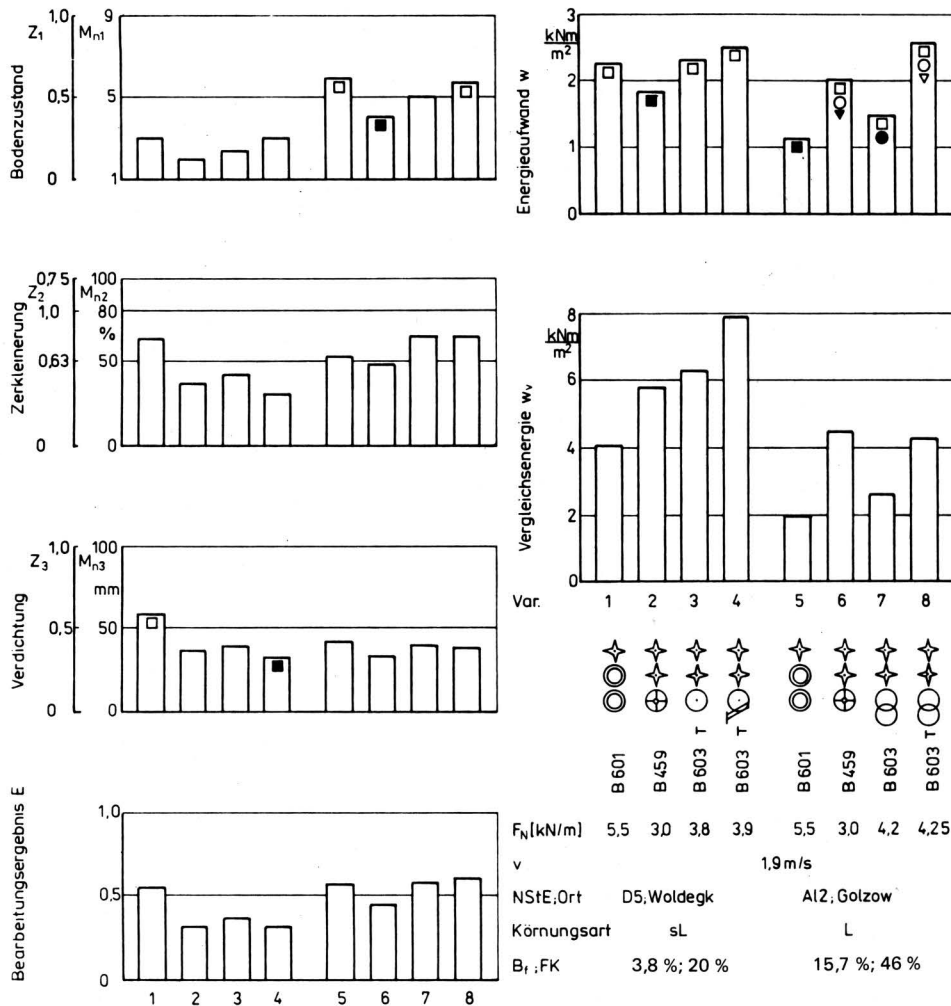 Bodenzustand
Z1 Mn1
1,0 9
0,5 5
0 1
Zerkleinerung
Z2 Mn2
0,75 100
1,0 80
%
0,63 50
0 0
Verdichtung
Z3 Mn3
1,0 100
mm
0,5 50
0 0
Bearbeitungsergebnis E
1,0
0,5
0
1 2 3 4 5 6 7 8
Energieaufwand w
kNm/m²
3
2
1
0
Vergleichsenergie wv
kNm/m²
8
6
4
2
0
Var. 1 2 3 4 5 6 7 8
B 601 B 459 B 603 T B 603 T B 601 B 459 B 603 B 603 T
FN[kN/m] 5,5 3,0 3,8 3,9 5,5 3,0 4,2 4,25
v 1,9 m/s
NStE;Ort D5;Woldegk Al2;Golzow
Körnungsart sL L
Bf ;FK 3,8 %; 20 % 15,7 %; 46 %